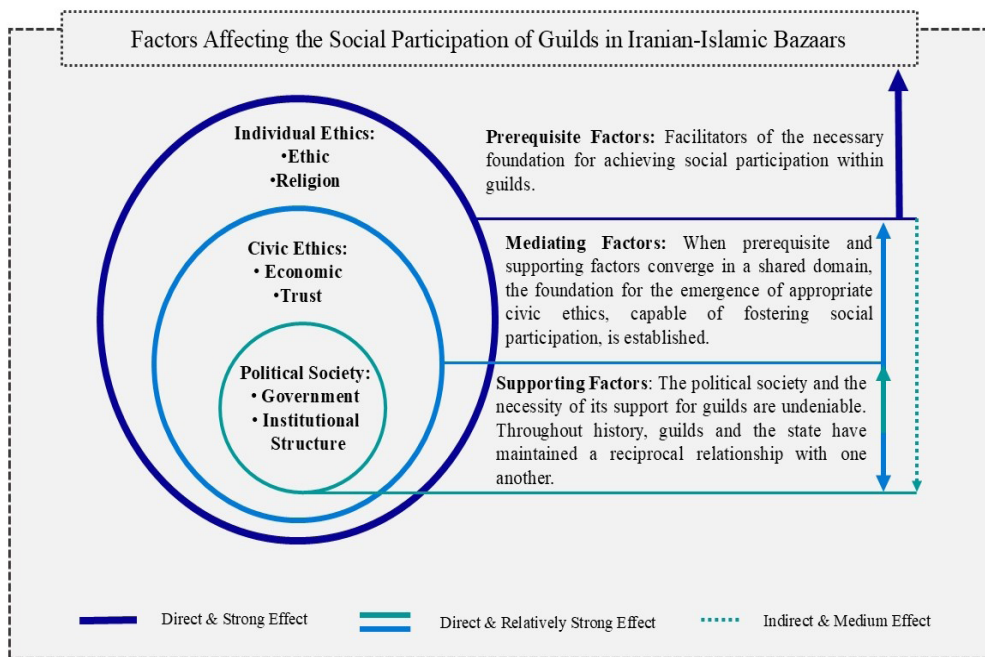 Factors Affecting the Social Participation of Guilds in Iranian-Islamic Bazaars
Individual Ethics:
•Ethic
•Religion
Prerequisite Factors: Facilitators of the necessary
foundation for achieving social participation within
guilds.
Civic Ethics:
• Economic
• Trust
Mediating Factors: When prerequisite and
supporting factors converge in a shared domain,
the foundation for the emergence of appropriate
civic ethics, capable of fostering social
participation, is established.
Political Society:
• Government
• Institutional
Structure
Supporting Factors: The political society and the
necessity of its support for guilds are undeniable.
Throughout history, guilds and the state have
maintained a reciprocal relationship with one
another.
Direct & Strong Effect
Direct & Relatively Strong Effect
Indirect & Medium Effect